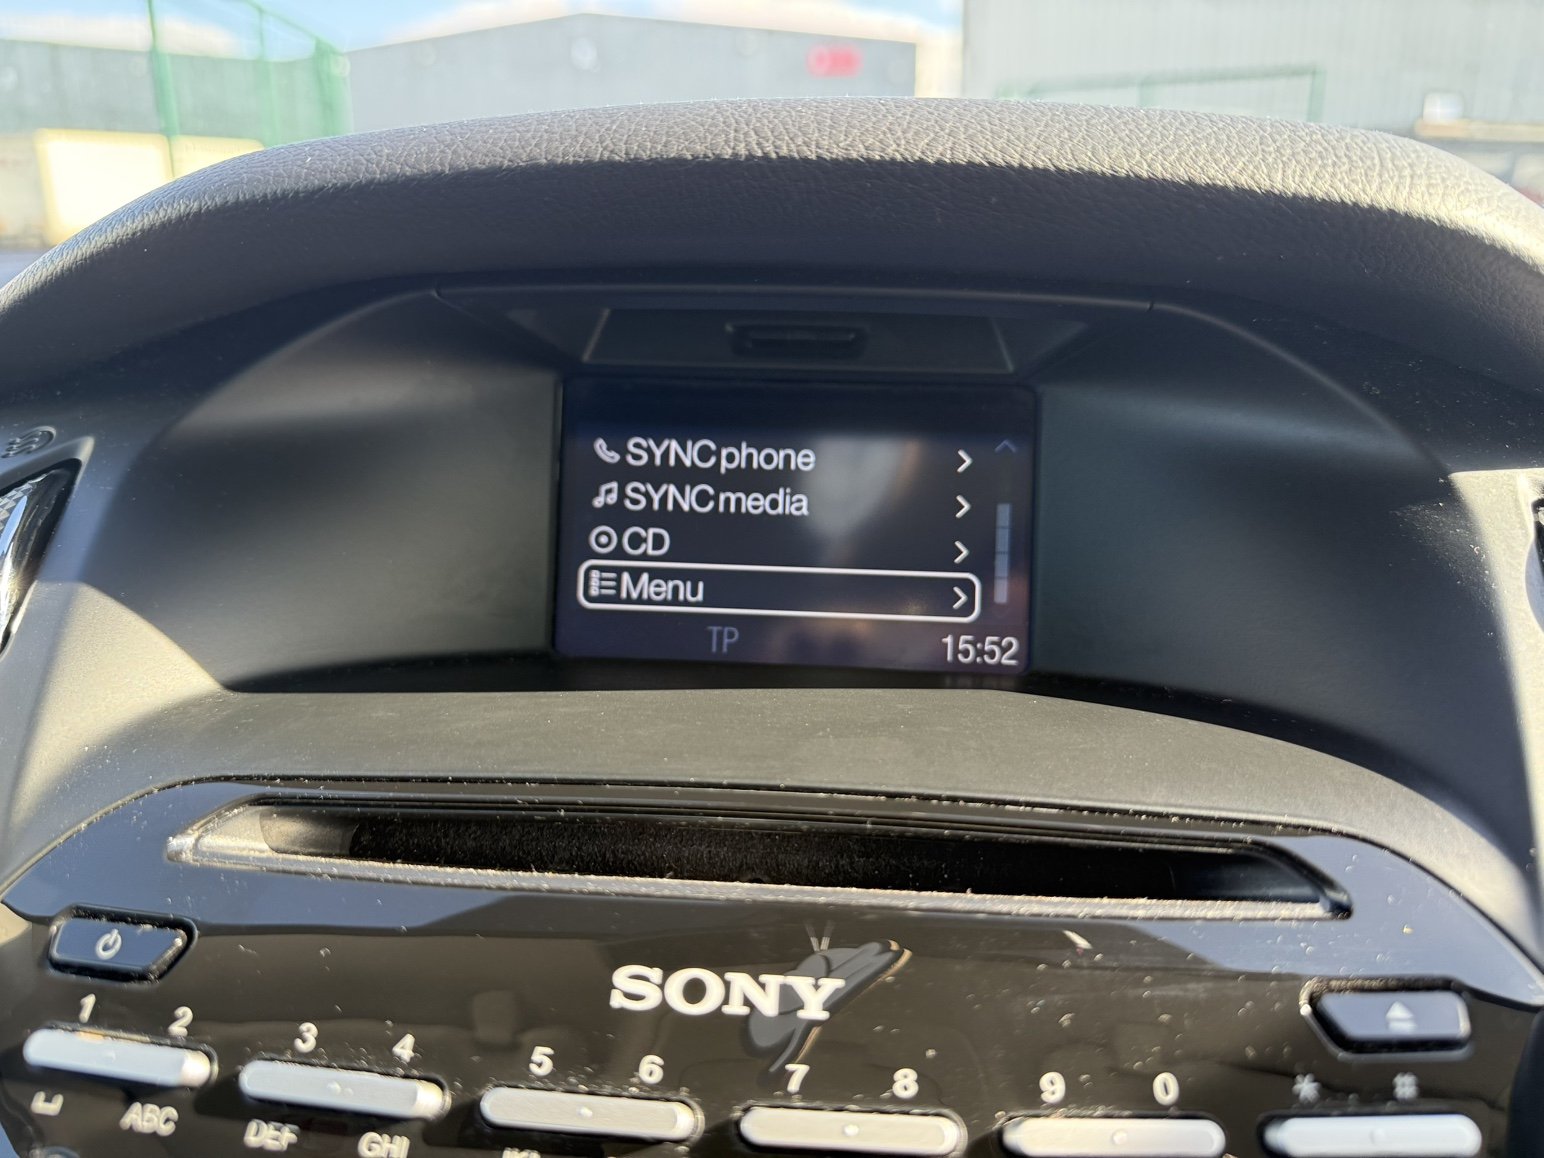 SYNC phone
SYNC media
CD
Menu
TP 15:52
SONY
1 2 3 4 5 6 7 8 9 0 * #
ABC DEF GHI